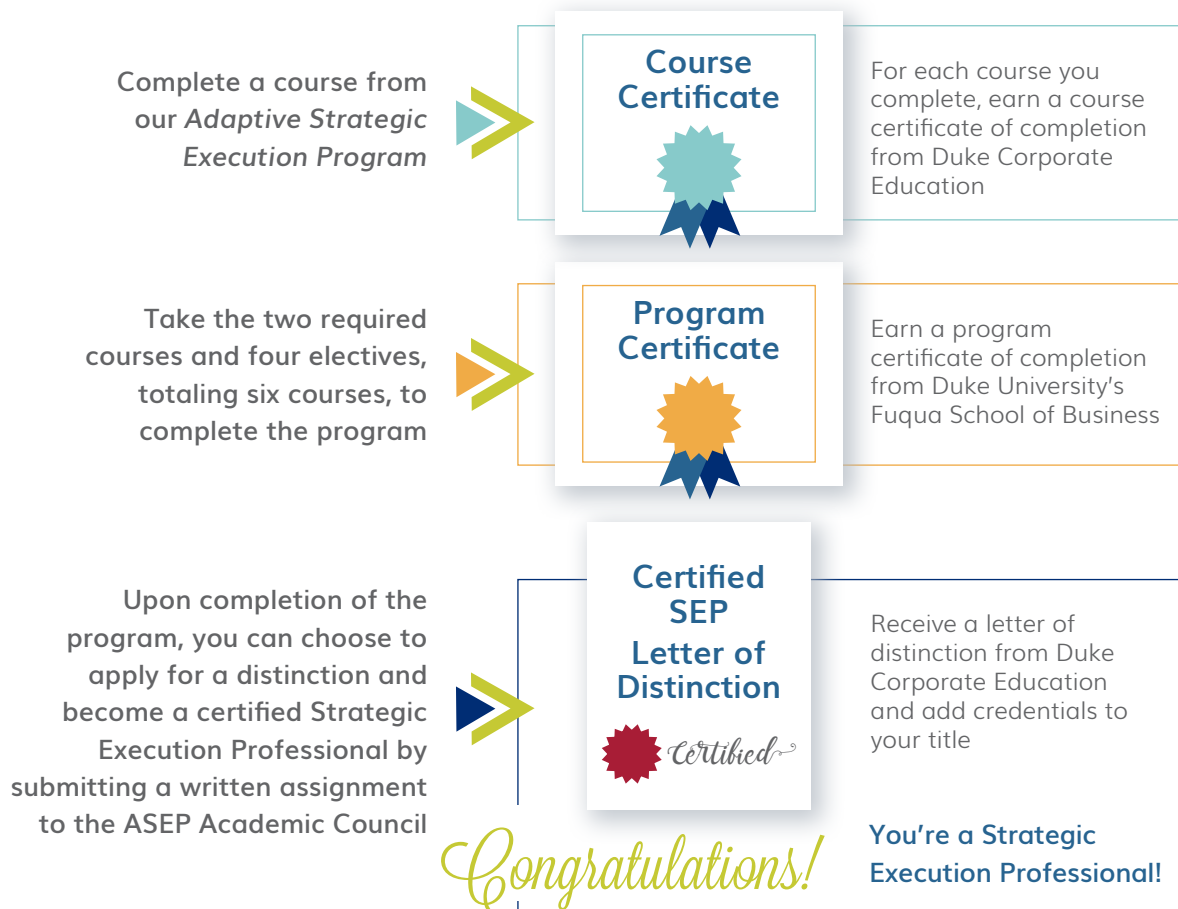 Complete a course from
our Adaptive Strategic
Execution Program
Course
Certificate
For each course you
complete, earn a course
certificate of completion
from Duke Corporate
Education
Take the two required
courses and four electives,
totaling six courses, to
complete the program
Program
Certificate
Earn a program
certificate of completion
from Duke University's
Fuqua School of Business
Upon completion of the
program, you can choose to
apply for a distinction and
become a certified Strategic
Execution Professional by
submitting a written assignment
to the ASEP Academic Council
Certified
SEP
Letter of
Distinction
Certified
Receive a letter of
distinction from Duke
Corporate Education
and add credentials to
your title
Congratulations!
You're a Strategic
Execution Professional!